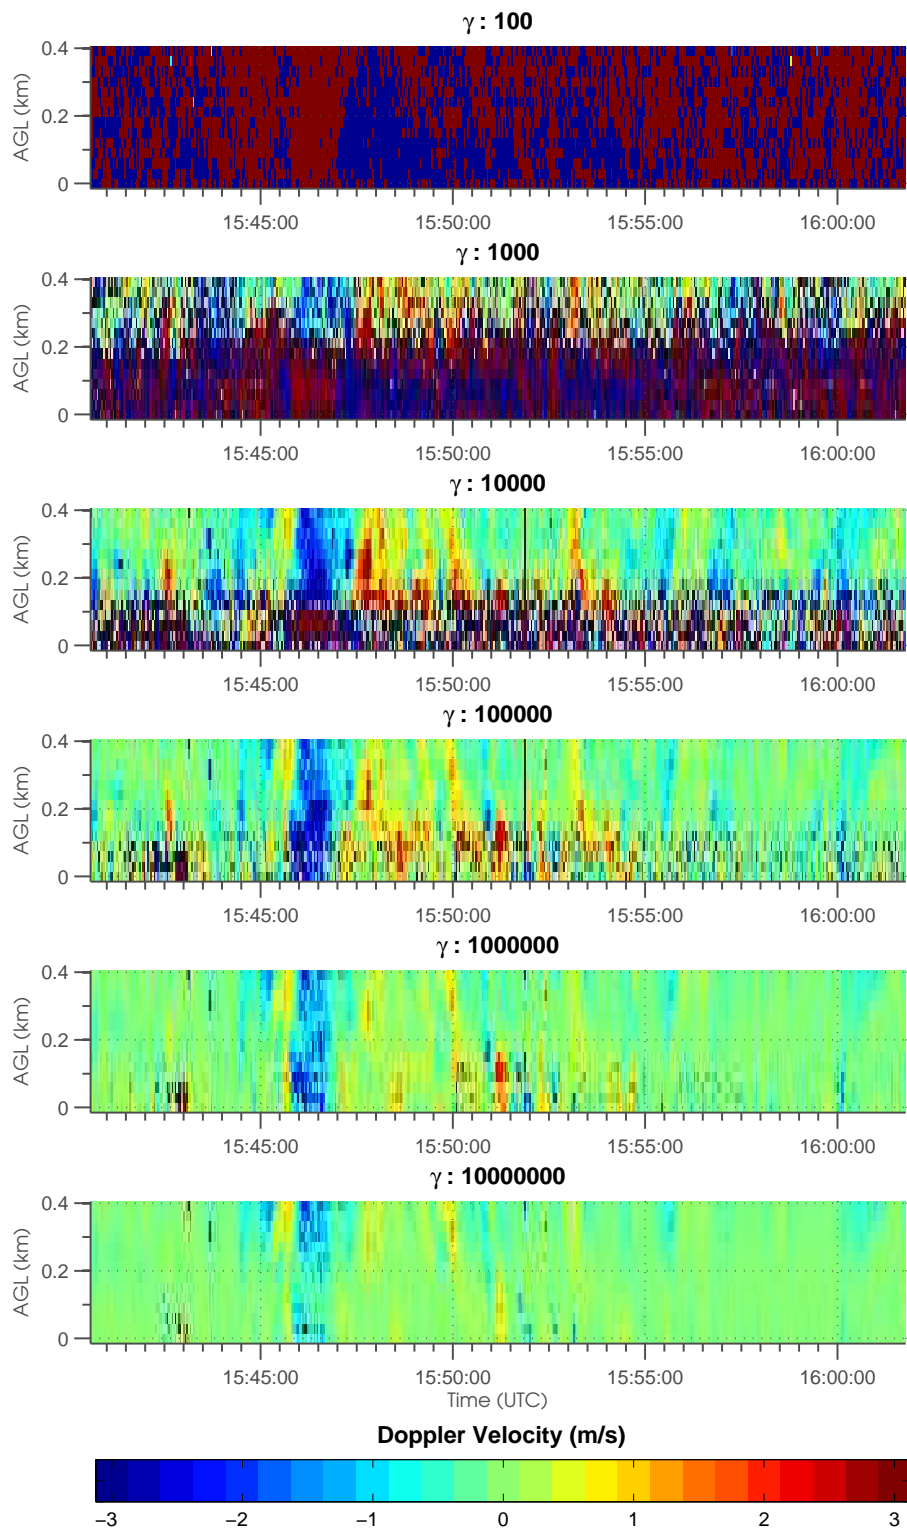 γ : 100
0.4
0.2
0
AGL (km)
15:45:00 15:50:00 15:55:00 16:00:00
γ : 1000
0.4
0.2
0
AGL (km)
15:45:00 15:50:00 15:55:00 16:00:00
γ : 10000
0.4
0.2
0
AGL (km)
15:45:00 15:50:00 15:55:00 16:00:00
γ : 100000
0.4
0.2
0
AGL (km)
15:45:00 15:50:00 15:55:00 16:00:00
γ : 1000000
0.4
0.2
0
AGL (km)
15:45:00 15:50:00 15:55:00 16:00:00
γ : 10000000
0.4
0.2
0
AGL (km)
15:45:00 15:50:00 15:55:00 16:00:00
Time (UTC)
Doppler Velocity (m/s)
−3 −2 −1 0 1 2 3